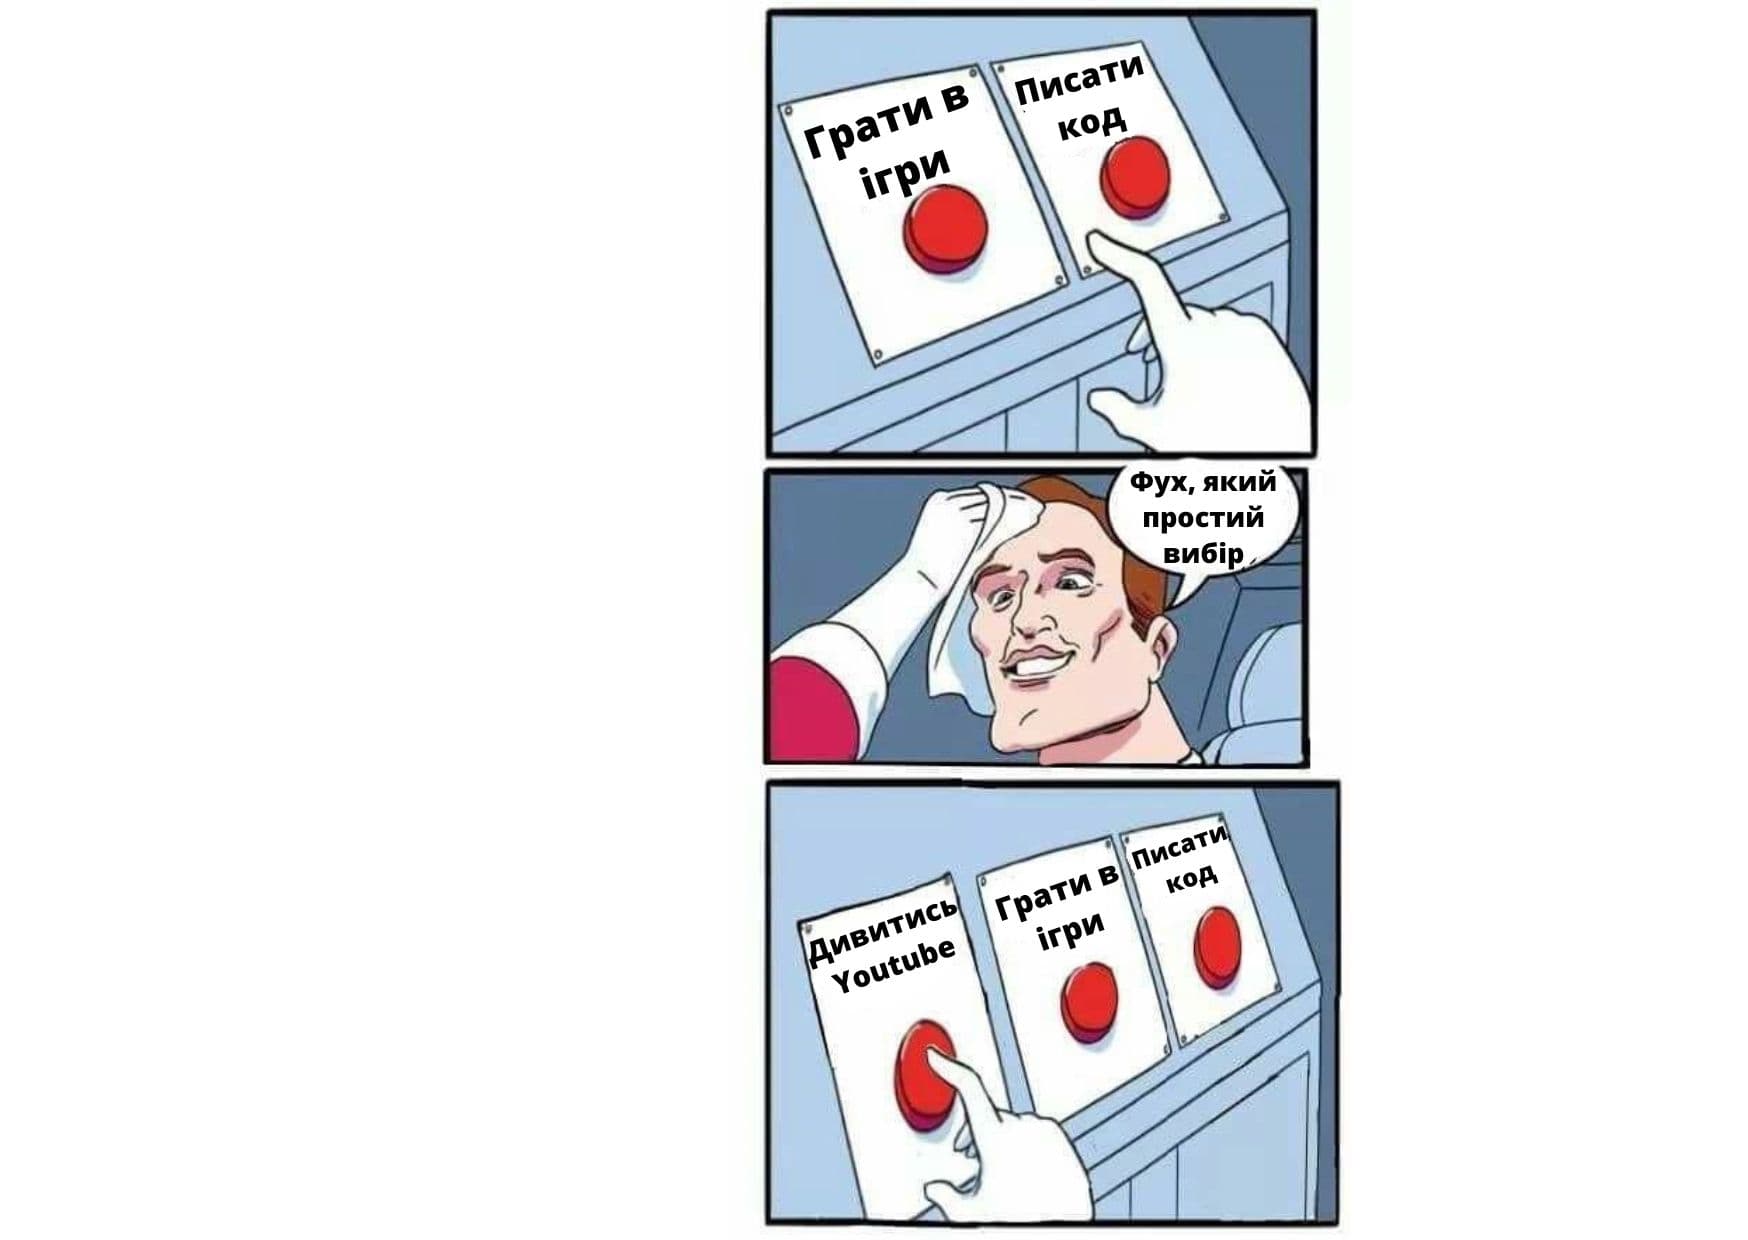 Грати в
ігри
Писати
код
Фух, який
простий
вибір
Дивитись
Youtube
Грати в
ігри
Писати
код